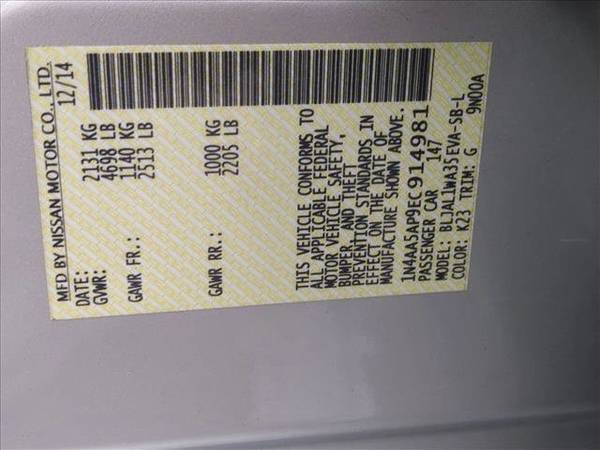 MFD BY NISSAN MOTOR CO., LTD.
DATE: 12/14
GVWR: 2131 KG
4698 LB
GAWR FR.: 1140 KG
2513 LB
GAWR RR.: 1000 KG
2205 LB
THIS VEHICLE CONFORMS TO
ALL APPLICABLE FEDERAL
MOTOR VEHICLE SAFETY,
BUMPER, AND THEFT
PREVENTION STANDARDS IN
EFFECT ON THE DATE OF
MANUFACTURE SHOWN ABOVE.
1N4AA5AP9EC914981
PASSENGER CAR 147
MODEL: BLJAL1WA35EVA-SB-L
COLOR: K23 TRIM: G 9N00A